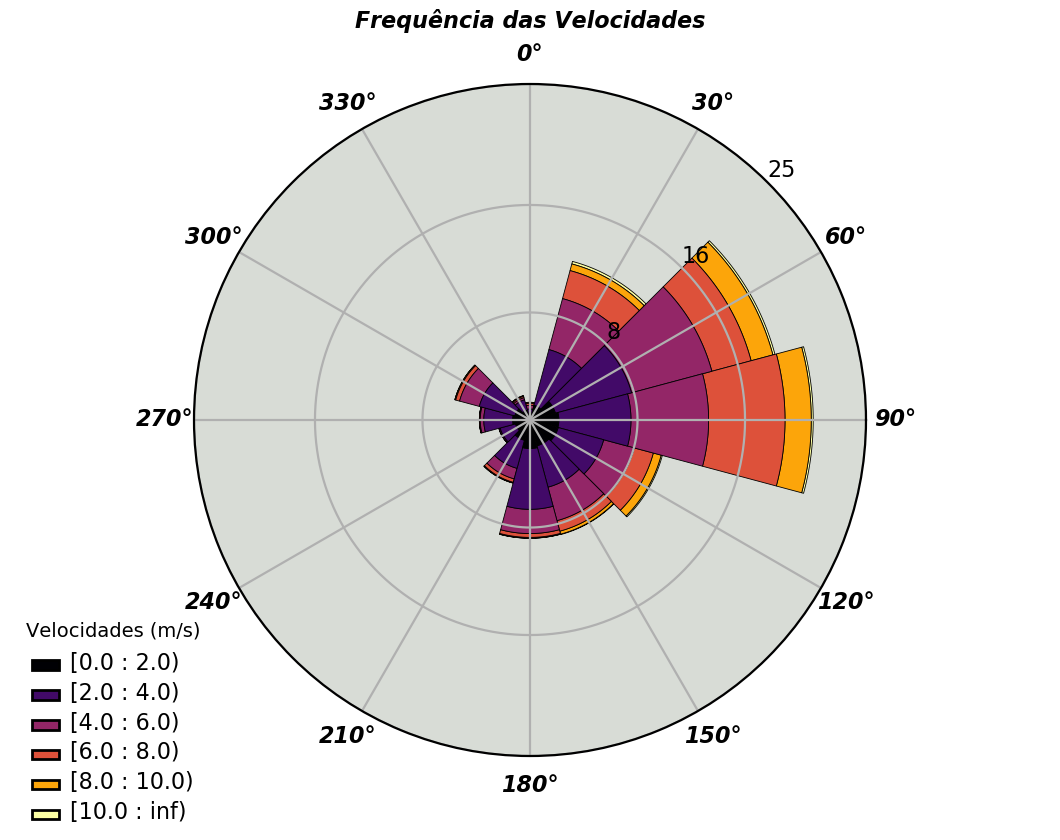 Frequência das Velocidades
0°
330°
30°
25
300°
60°
16
8
270°
90°
240°
120°
210°
150°
180°
Velocidades (m/s)
[0.0 : 2.0)
[2.0 : 4.0)
[4.0 : 6.0)
[6.0 : 8.0)
[8.0 : 10.0)
[10.0 : inf)